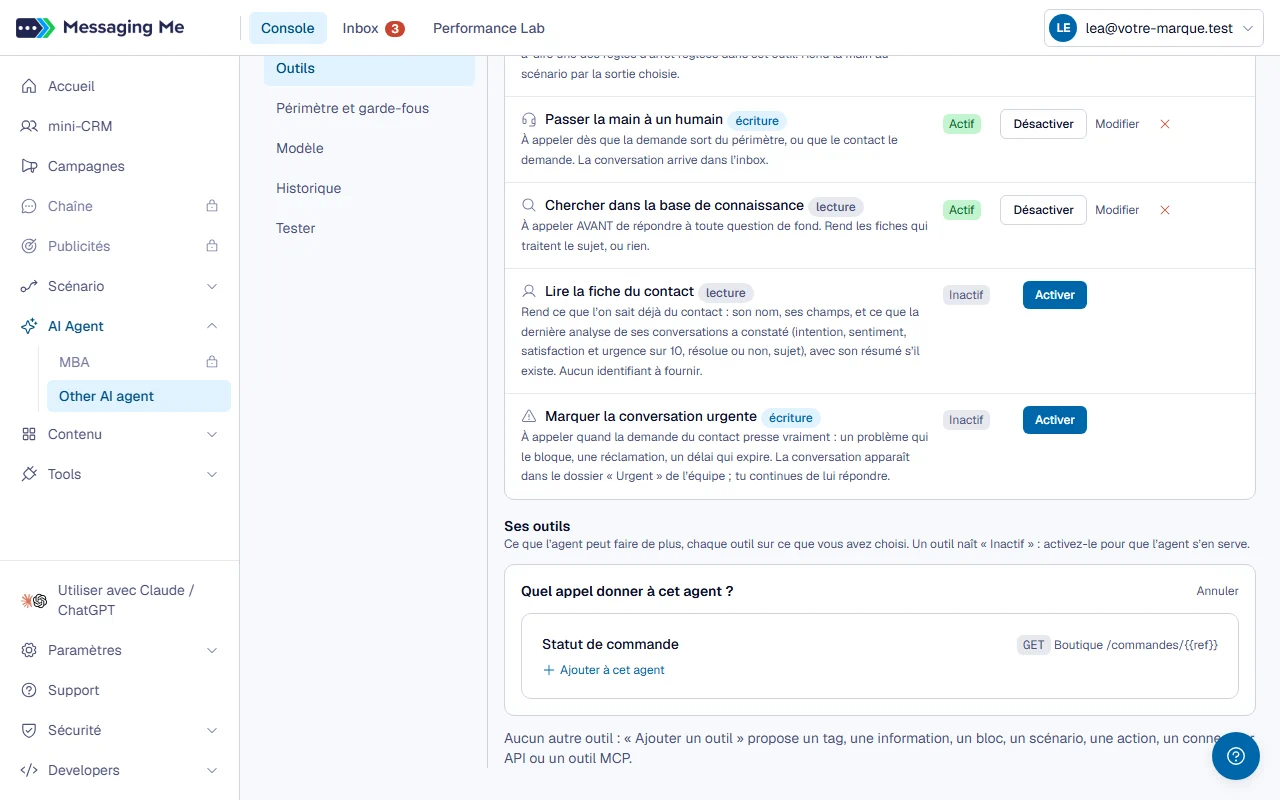 Messaging Me
Console
Inbox 3
Performance Lab
LE lea@votre-marque.test
Accueil
mini-CRM
Campagnes
Chaîne
Publicités
Scénario
AI Agent
MBA
Other AI agent
Contenu
Tools
Utiliser avec Claude /
ChatGPT
Paramètres
Support
Sécurité
Developers
Outils
Périmètre et garde-fous
Modèle
Historique
Tester
scénario par la sortie choisie.
Passer la main à un humain écriture
À appeler dès que la demande sort du périmètre, ou que le contact le
demande. La conversation arrive dans l'inbox.
Actif Désactiver Modifier
Chercher dans la base de connaissance lecture
À appeler AVANT de répondre à toute question de fond. Rend les fiches qui
traitent le sujet, ou rien.
Actif Désactiver Modifier
Lire la fiche du contact lecture
Rend ce que l'on sait déjà du contact : son nom, ses champs, et ce que la
dernière analyse de ses conversations a constaté (intention, sentiment,
satisfaction et urgence sur 10, résolue ou non, sujet), avec son résumé s'il
existe. Aucun identifiant à fournir.
Inactif Activer
Marquer la conversation urgente écriture
À appeler quand la demande du contact presse vraiment : un problème qui
le bloque, une réclamation, un délai qui expire. La conversation apparaît
dans le dossier « Urgent » de l'équipe ; tu continues de lui répondre.
Inactif Activer
Ses outils
Ce que l'agent peut faire de plus, chaque outil sur ce que vous avez choisi. Un outil naît « Inactif » : activez-le pour que l'agent s'en serve.
Quel appel donner à cet agent ? Annuler
Statut de commande GET Boutique /commandes/{{ref}}
+ Ajouter à cet agent
Aucun autre outil : « Ajouter un outil » propose un tag, une information, un bloc, un scénario, une action, un
API ou un outil MCP.